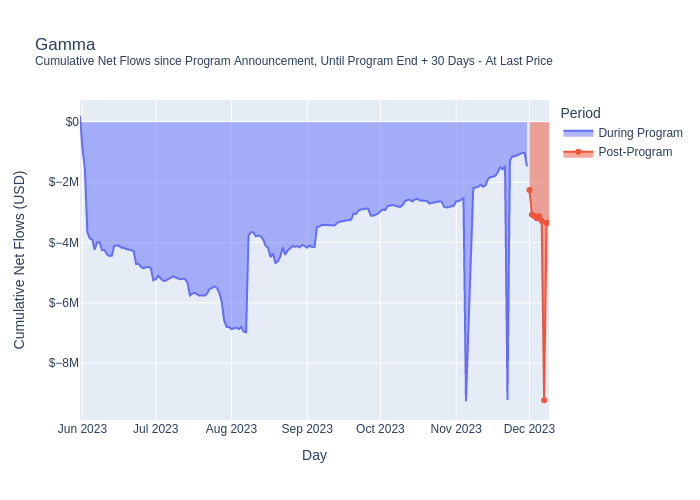 Gamma
Cumulative Net Flows since Program Announcement, Until Program End + 30 Days - At Last Price
Period
During Program
Post-Program
$0
$−2M
$−4M
$−6M
$−8M
Cumulative Net Flows (USD)
Jun 2023 Jul 2023 Aug 2023 Sep 2023 Oct 2023 Nov 2023 Dec 2023
Day